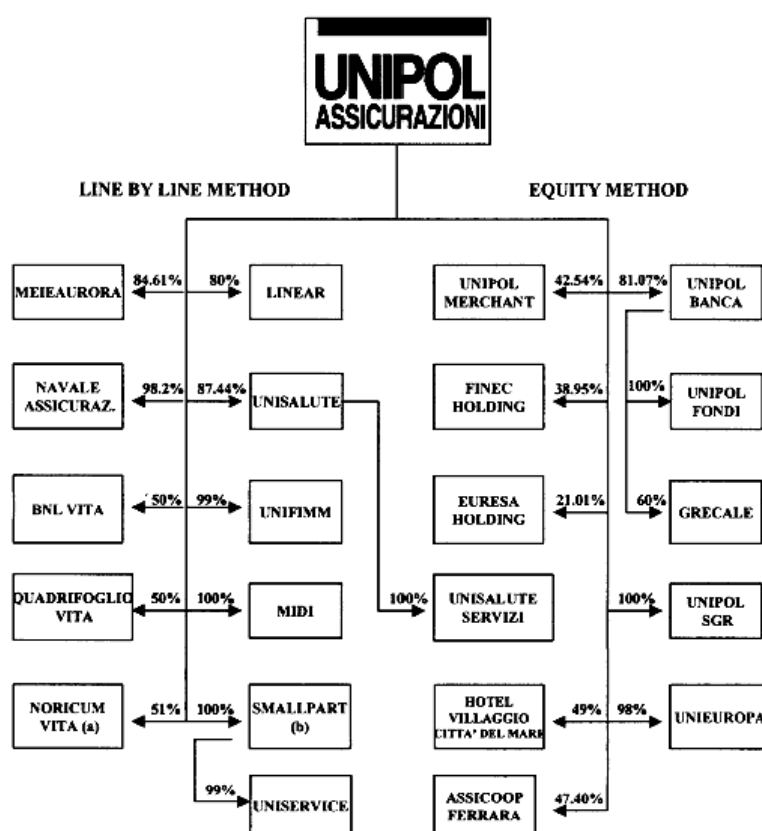 UNIPOL
ASSICURAZIONI
LINE BY LINE METHOD
EQUITY METHOD
MEIEAURORA
84.61%
80%
LINEAR
UNIPOL
MERCHANT
42.54%
81.07%
UNIPOL
BANCA
NAVALE
ASSICURAZ.
98.2%
87.44%
UNISALUTE
FINEC
HOLDING
38.95%
100%
UNIPOL
FONDI
BNL VITA
50%
99%
UNIFIMM
EURESA
HOLDING
21.01%
60%
GRECALE
QUADRIFOGLIO
VITA
50%
100%
MIDI
100%
UNISALUTE
SERVIZI
100%
UNIPOL
SGR
NORICUM
VITA (a)
51%
100%
SMALLPART
(b)
HOTEL
VILLAGGIO
CITTA' DEL MARE
49%
98%
UNIEUROPA
99%
UNISERVICE
ASSICOOP
FERRARA
47.40%